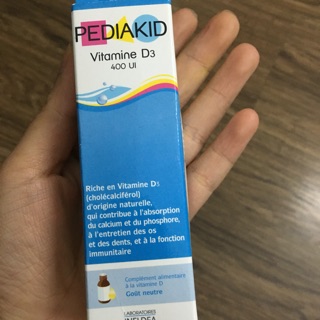 PEDIAKID
Vitamine D3
400 UI
Riche en Vitamine D3
(cholécalciférol)
d'origine naturelle,
qui contribue à l'absorption
du calcium et du phosphore,
à l'entretien des os
et des dents, et à la fonction
immunitaire
Complément alimentaire
à la vitamine D
Goût neutre
LABORATOIRES
INELDEA